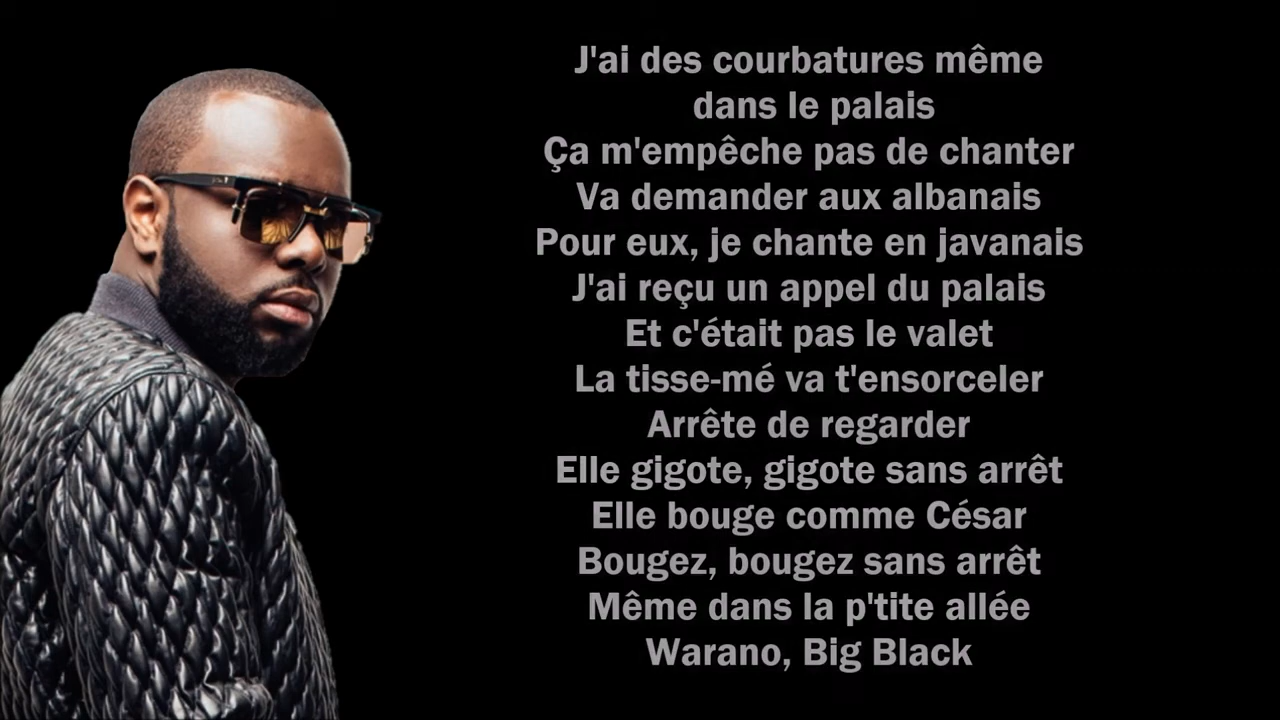 J'ai des courbatures même
dans le palais
Ça m'empêche pas de chanter
Va demander aux albanais
Pour eux, je chante en javanais
J'ai reçu un appel du palais
Et c'était pas le valet
La tisse-mé va t'ensorceler
Arrête de regarder
Elle gigote, gigote sans arrêt
Elle bouge comme César
Bougez, bougez sans arrêt
Même dans la p'tite allée
Warano, Big Black